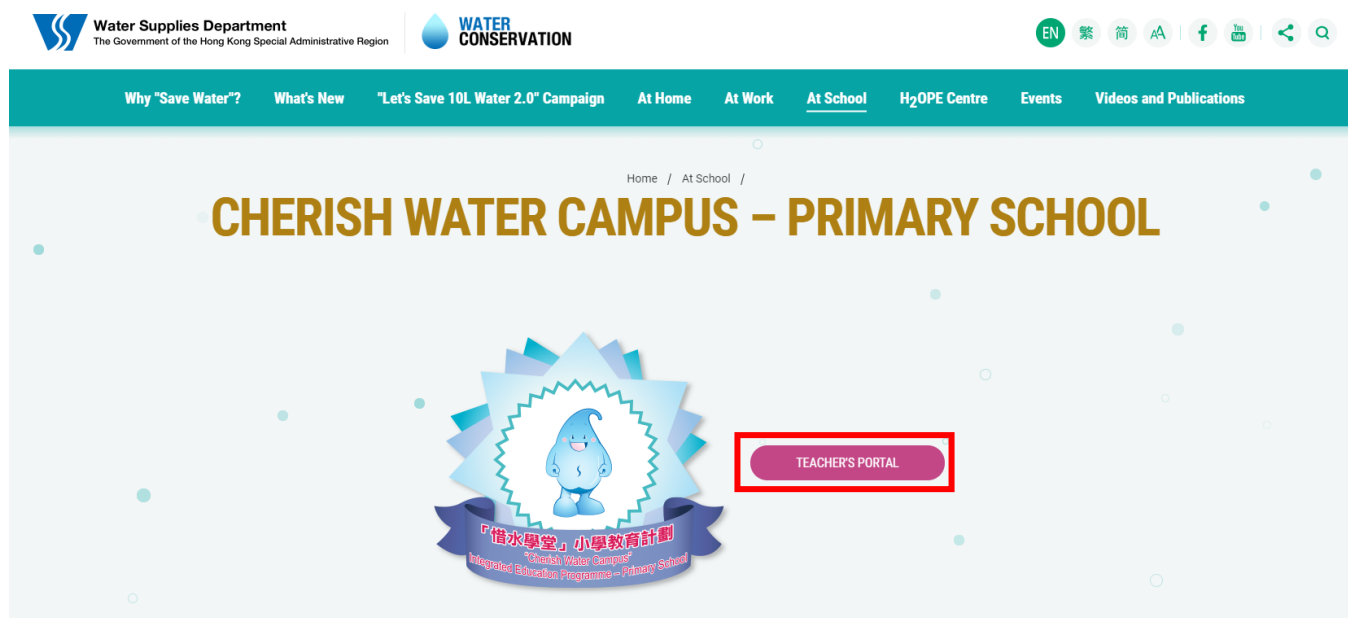 Water Supplies Department
The Government of the Hong Kong Special Administrative Region
WATER
CONSERVATION
EN 繁 简 AA f You Tube
Why "Save Water"? What's New "Let's Save 10L Water 2.0" Campaign At Home At Work At School H₂OPE Centre Events Videos and Publications
Home / At School /
CHERISH WATER CAMPUS – PRIMARY SCHOOL
TEACHER'S PORTAL
「惜水學堂」小學教育計劃
"Cherish Water Campus"
Integrated Education Programme – Primary School